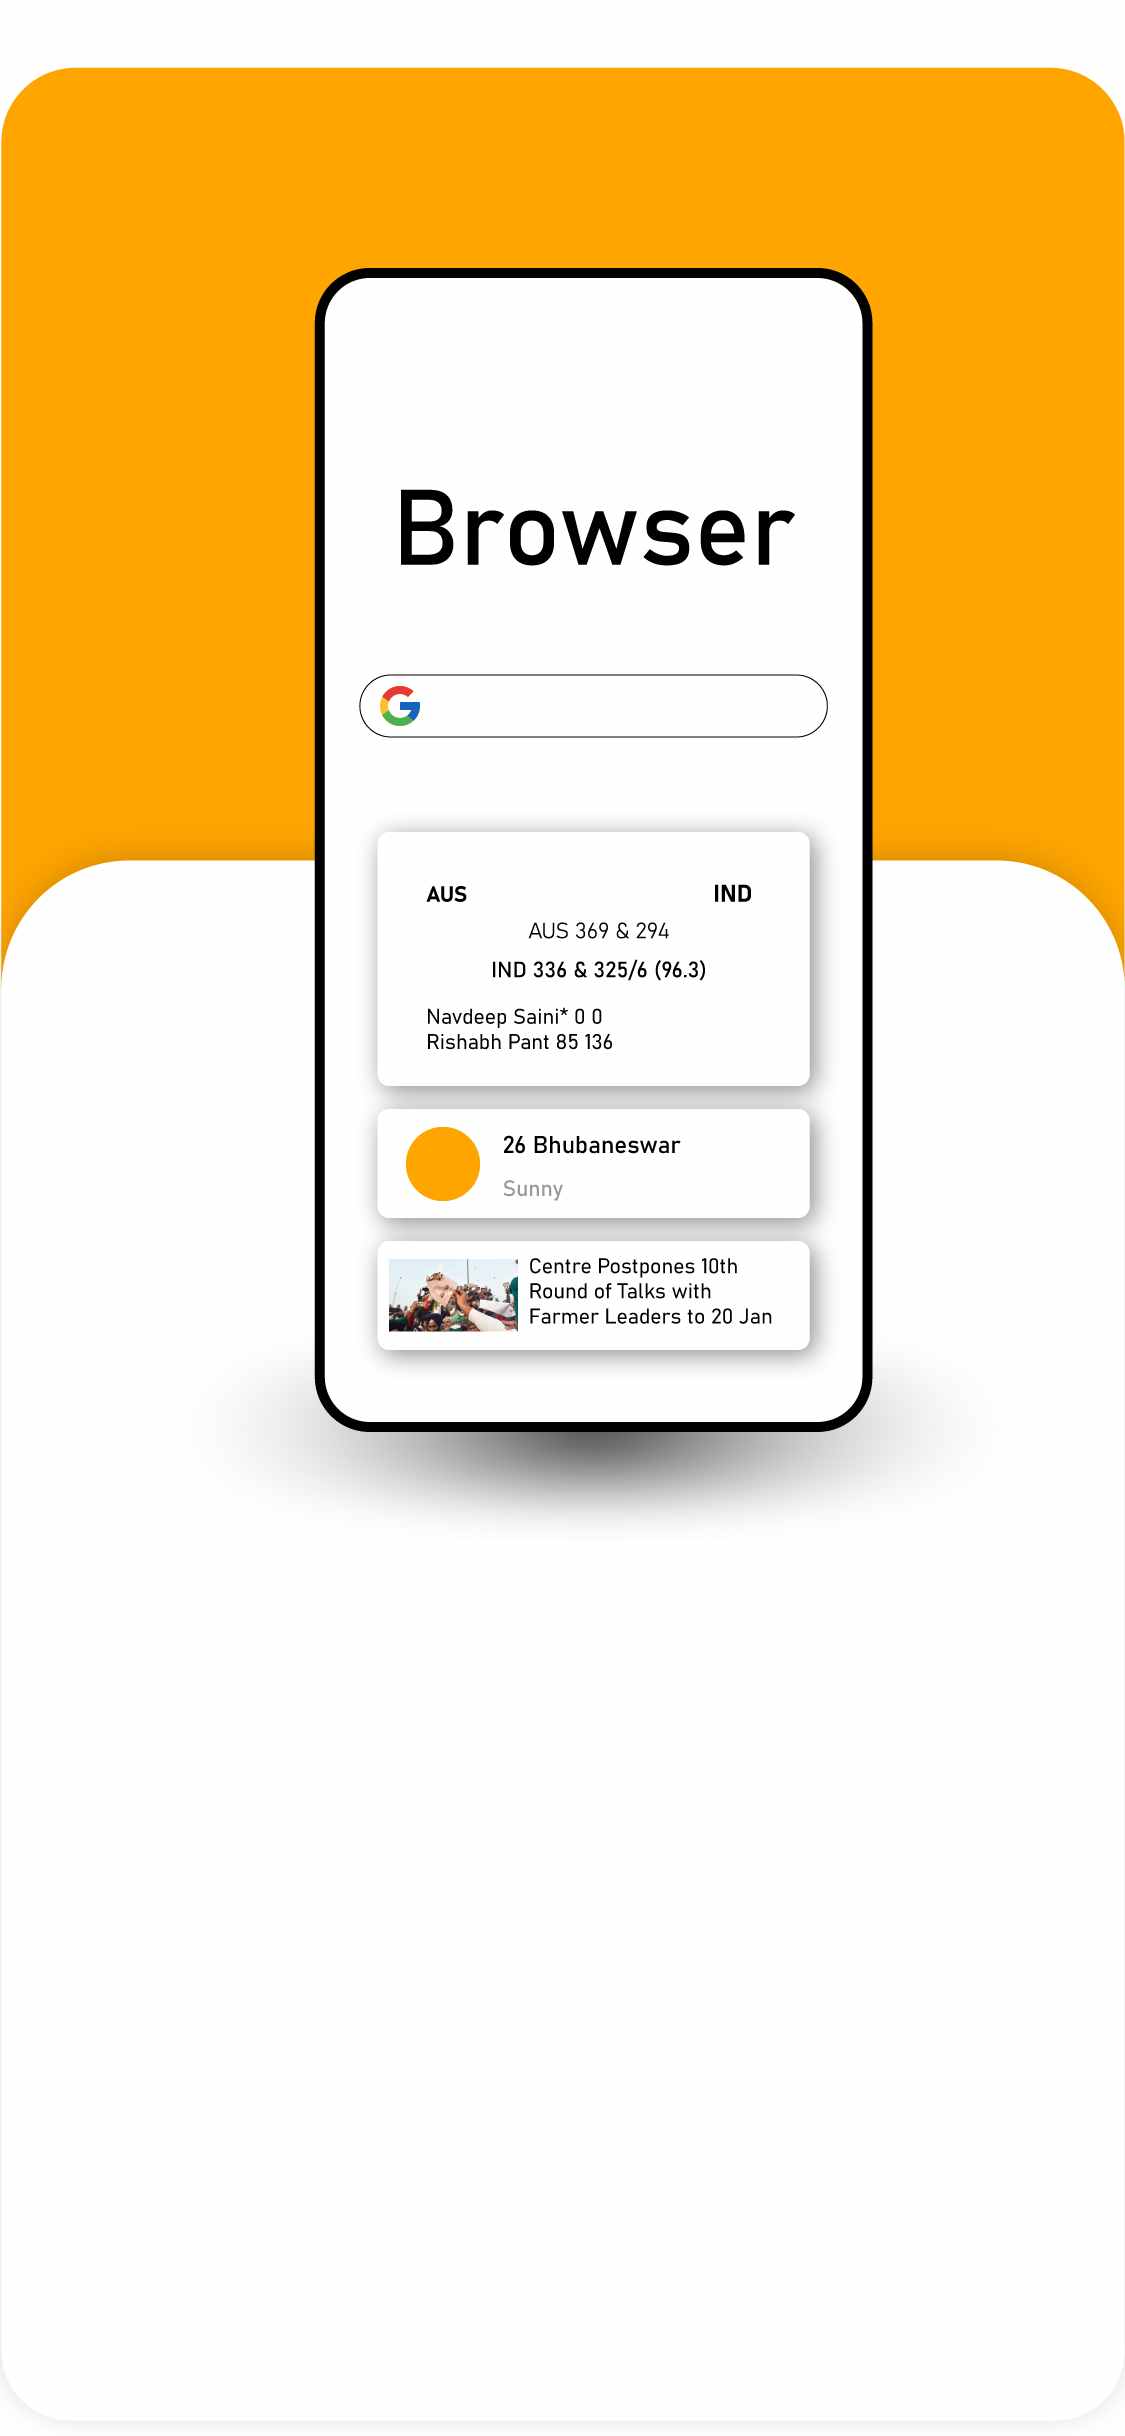 Browser
AUS IND
AUS 369 & 294
IND 336 & 325/6 (96.3)
Navdeep Saini* 0 0
Rishabh Pant 85 136
26 Bhubaneswar
Sunny
Centre Postpones 10th
Round of Talks with
Farmer Leaders to 20 Jan